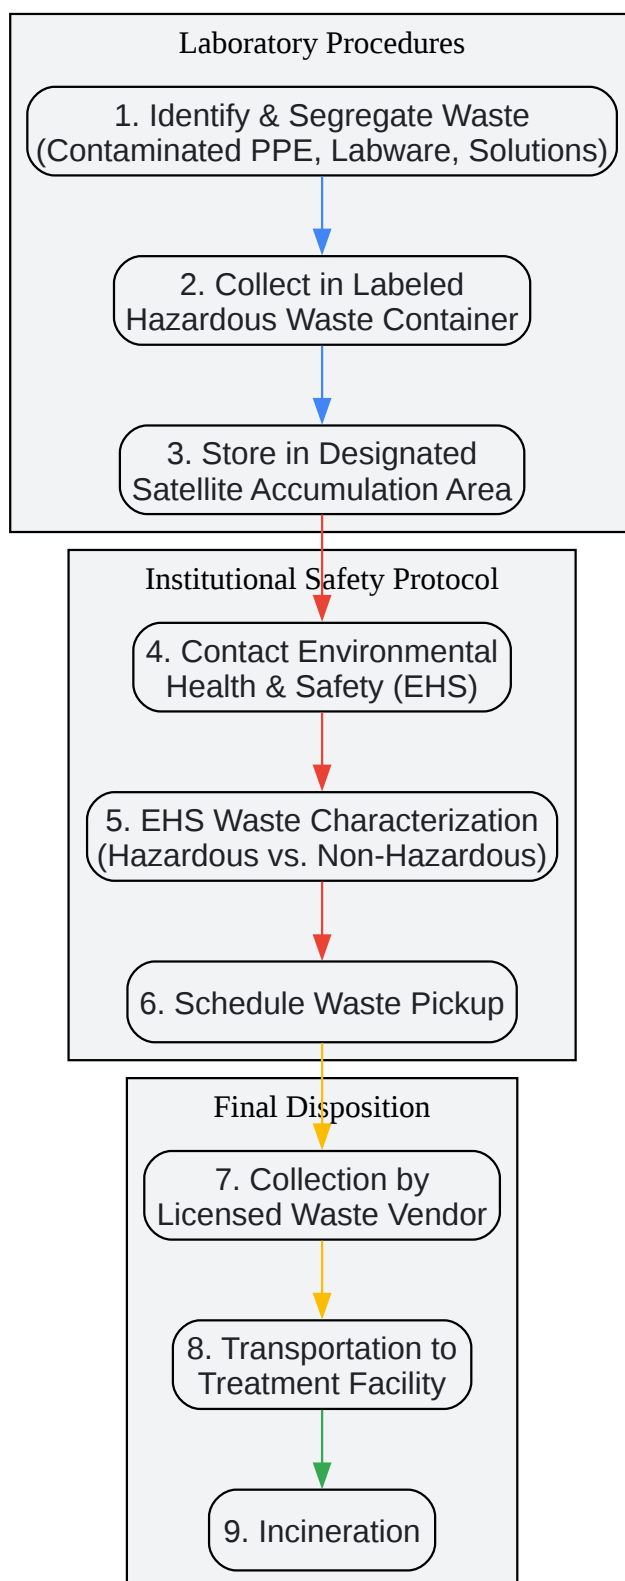 Laboratory Procedures
1. Identify & Segregate Waste
(Contaminated PPE, Labware, Solutions)
2. Collect in Labeled
Hazardous Waste Container
3. Store in Designated
Satellite Accumulation Area
Institutional Safety Protocol
4. Contact Environmental
Health & Safety (EHS)
5. EHS Waste Characterization
(Hazardous vs. Non-Hazardous)
6. Schedule Waste Pickup
Final Disposition
7. Collection by
Licensed Waste Vendor
8. Transportation to
Treatment Facility
9. Incineration